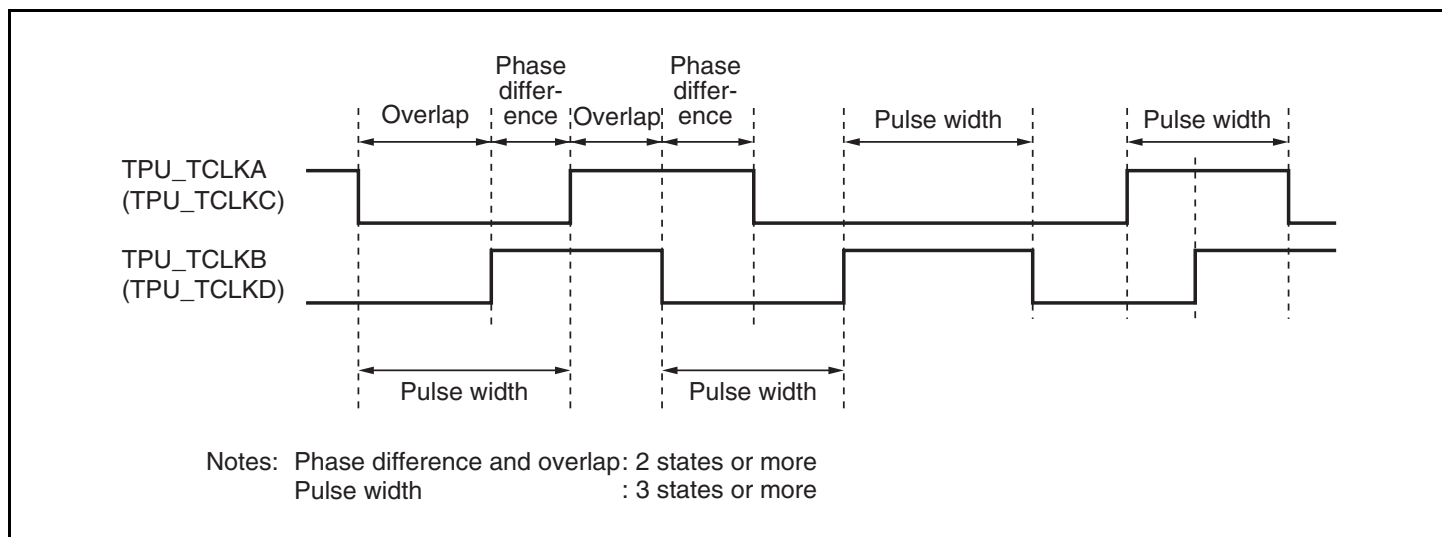 Phase
differ-
ence
Phase
differ-
ence
Overlap
Overlap
Pulse width
Pulse width
TPU_TCLKA
(TPU_TCLKC)
TPU_TCLKB
(TPU_TCLKD)
Pulse width
Pulse width
Notes: Phase difference and overlap : 2 states or more
Pulse width : 3 states or more